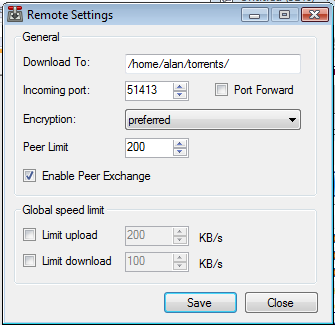 Remote Settings
General
Download To: /home/alan/torrents/
Incoming port: 51413 Port Forward
Encryption: preferred
Peer Limit 200
Enable Peer Exchange
Global speed limit
Limit upload 200 KB/s
Limit download 100 KB/s
Save Close